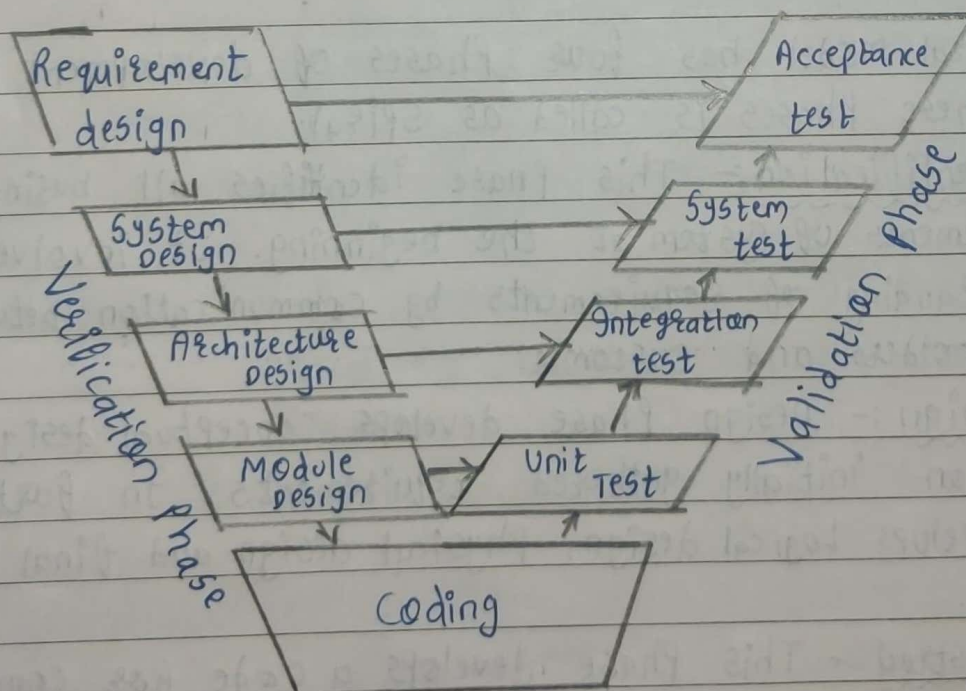 Requirement
design
Acceptance
test
System
Design
System
test
Architecture
Design
Integration
test
Module
Design
Unit
Test
Coding
Verification Phase
Validation Phase